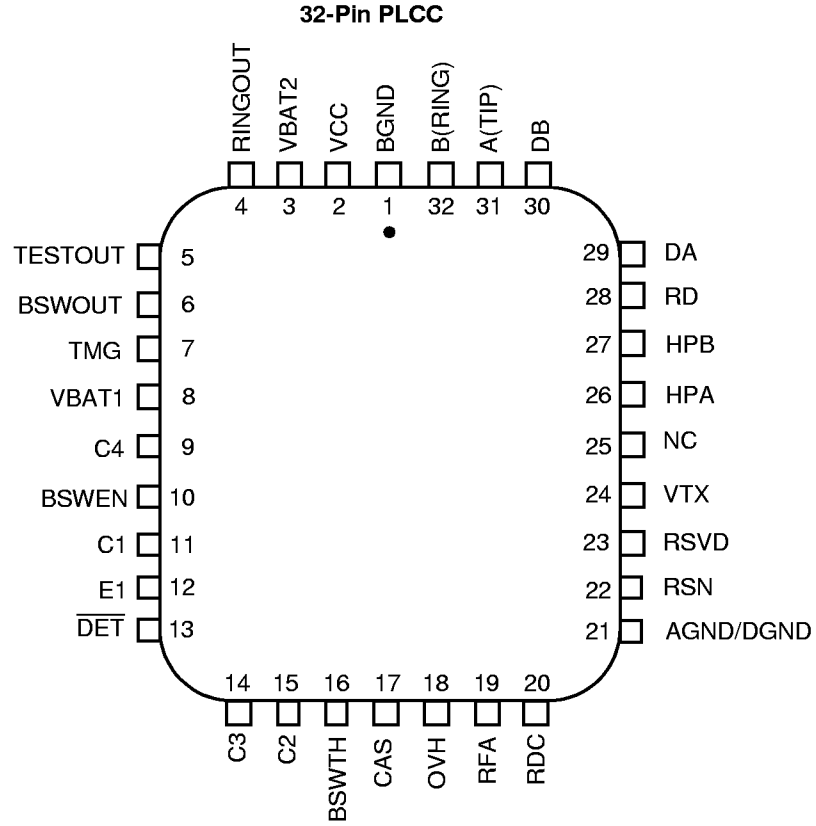 32-Pin PLCC
RINGOUT
VBAT2
VCC
BGND
B(RING)
A(TIP)
DB
4 3 2 1 32 31 30
TESTOUT 5
BSWOUT 6
TMG 7
VBAT1 8
C4 9
BSWEN 10
C1 11
E1 12
D̅E̅T̅ 13
29 DA
28 RD
27 HPB
26 HPA
25 NC
24 VTX
23 RSVD
22 RSN
21 AGND/DGND
14 15 16 17 18 19 20
C3
C2
BSWTH
CAS
OVH
RFA
RDC